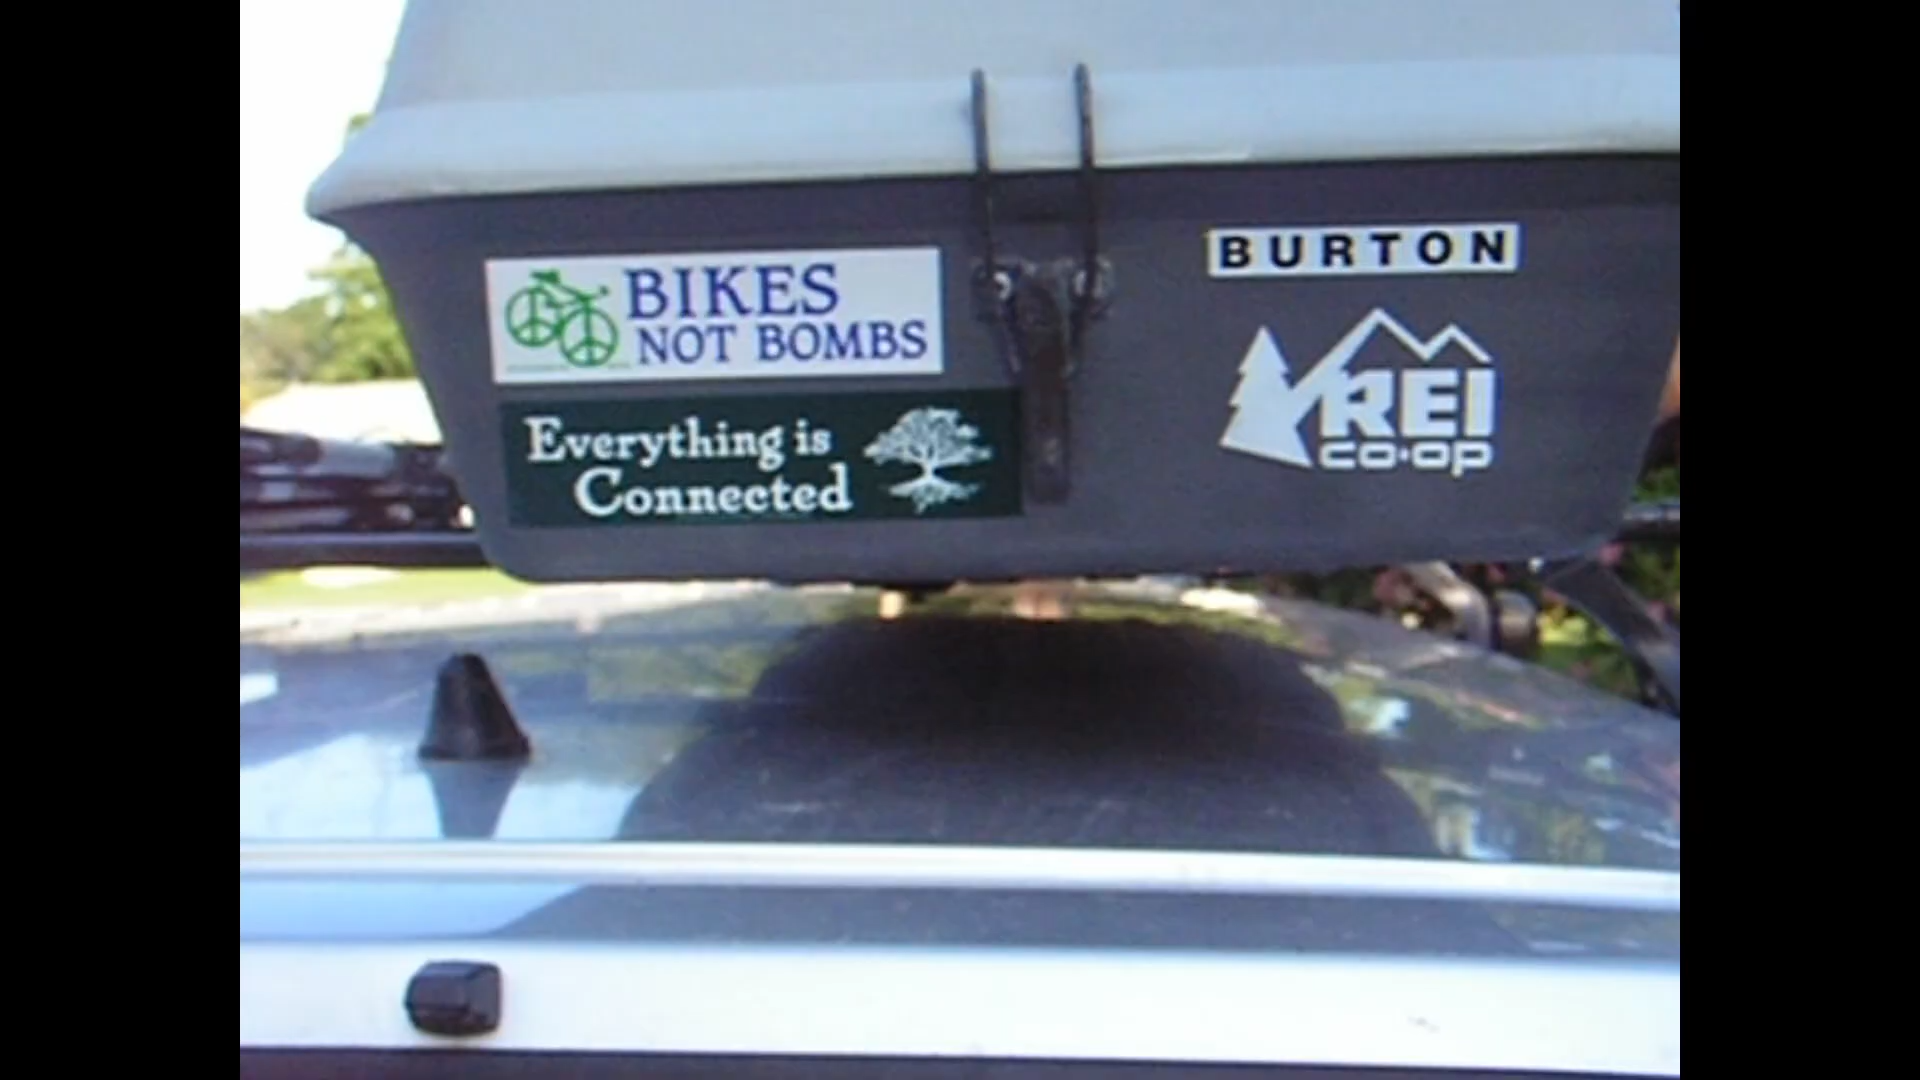 BIKES
NOT BOMBS
Everything is
Connected
BURTON
REI
co·op